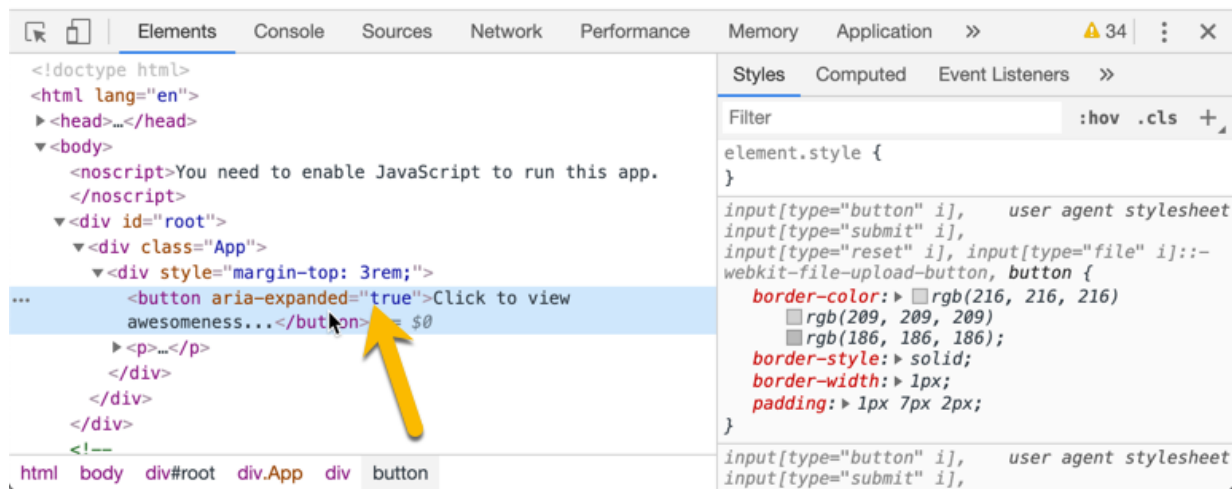 Elements Console Sources Network Performance Memory Application » 34
<!doctype html>
<html lang="en">
<head>…</head>
<body>
<noscript>You need to enable JavaScript to run this app.
</noscript>
<div id="root">
<div class="App">
<div style="margin-top: 3rem;">
<button aria-expanded="true">Click to view
awesomeness...</button> == $0
<p>…</p>
</div>
</div>
</div>
<!--
html body div#root div.App div button
Styles Computed Event Listeners »
Filter :hov .cls +
element.style {
}
input[type="button" i], user agent stylesheet
input[type="submit" i],
input[type="reset" i], input[type="file" i]::-
webkit-file-upload-button, button {
border-color: rgb(216, 216, 216)
rgb(209, 209, 209)
rgb(186, 186, 186);
border-style: solid;
border-width: 1px;
padding: 1px 7px 2px;
}
input[type="button" i], user agent stylesheet
input[type="submit" i],